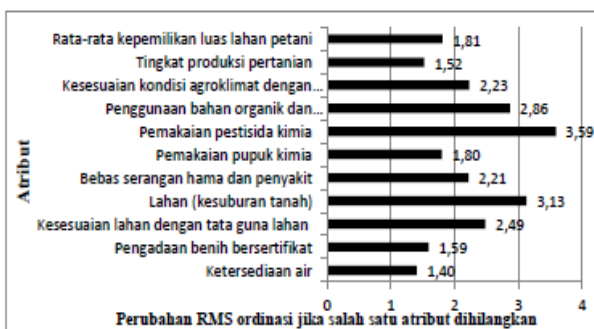 Rata-rata kepemilikan luas lahan petani 1,81
Tingkat produksi pertanian 1,52
Kesesuaian kondisi agroklimat dengan... 2,23
Penggunaan bahan organik dan... 2,86
Pemakaian pestisida kimia 3,59
Pemakaian pupuk kimia 1,80
Bebas serangan hama dan penyakit 2,21
Lahan (kesuburan tanah) 3,13
Kesesuaian lahan dengan tata guna lahan 2,49
Pengadaan benih bersertifikat 1,59
Ketersediaan air 1,40
Atribut
0 1 2 3 4
Perubahan RMS ordinasi jika salah satu atribut dihilangkan